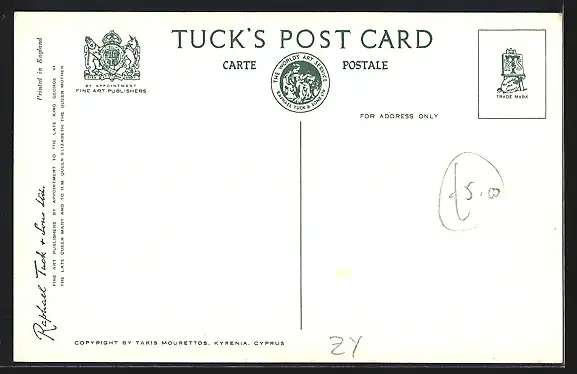 TUCK'S POST CARD
CARTE POSTALE
BY APPOINTMENT
FINE ART PUBLISHERS
THE WORLD'S ART SERVICE
RAPHAEL TUCK & SONS LTD
TRADE MARK
FOR ADDRESS ONLY
Printed in England
Raphael Tuck & Sons Ltd.
FINE ART PUBLISHERS BY APPOINTMENT TO THE LATE KING GEORGE VI
THE LATE QUEEN MARY AND TO H.M. QUEEN ELIZABETH THE QUEEN MOTHER
5.00
COPYRIGHT BY TAKIS MOURETTOS, KYRENIA, CYPRUS
ZY